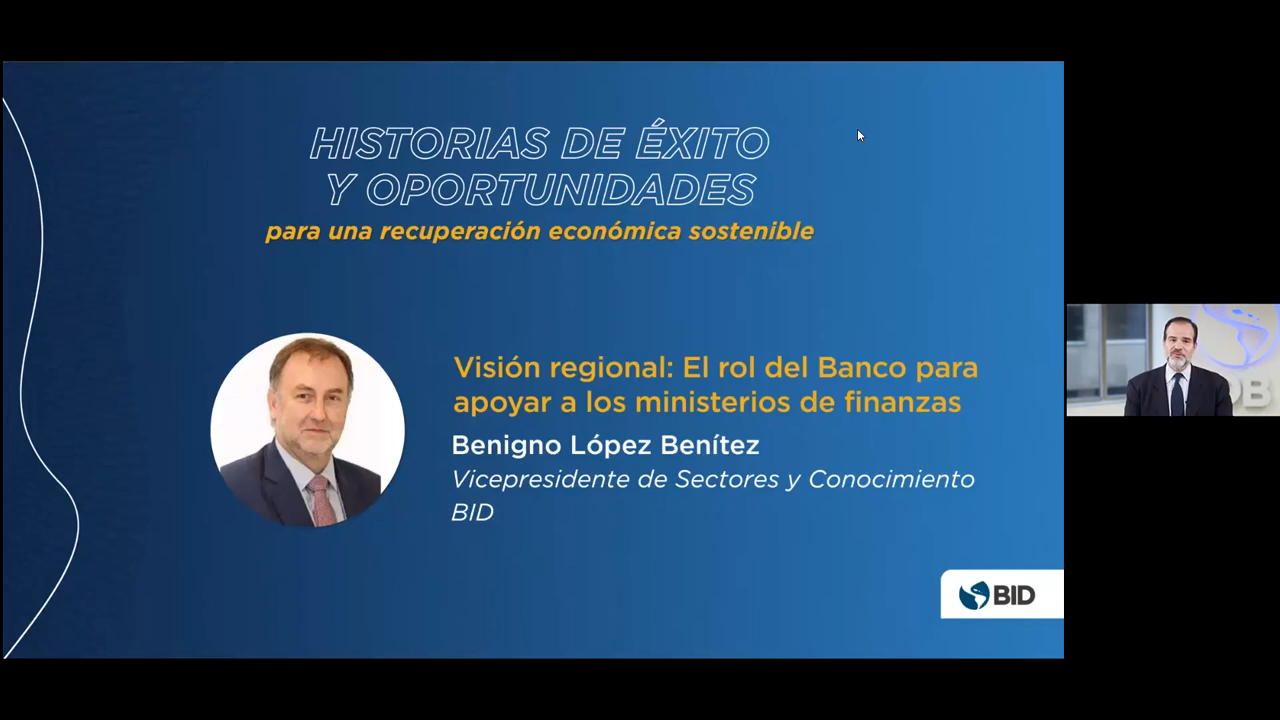 HISTORIAS DE ÉXITO
Y OPORTUNIDADES
para una recuperación económica sostenible
Visión regional: El rol del Banco para
apoyar a los ministerios de finanzas
Benigno López Benítez
Vicepresidente de Sectores y Conocimiento
BID
BID